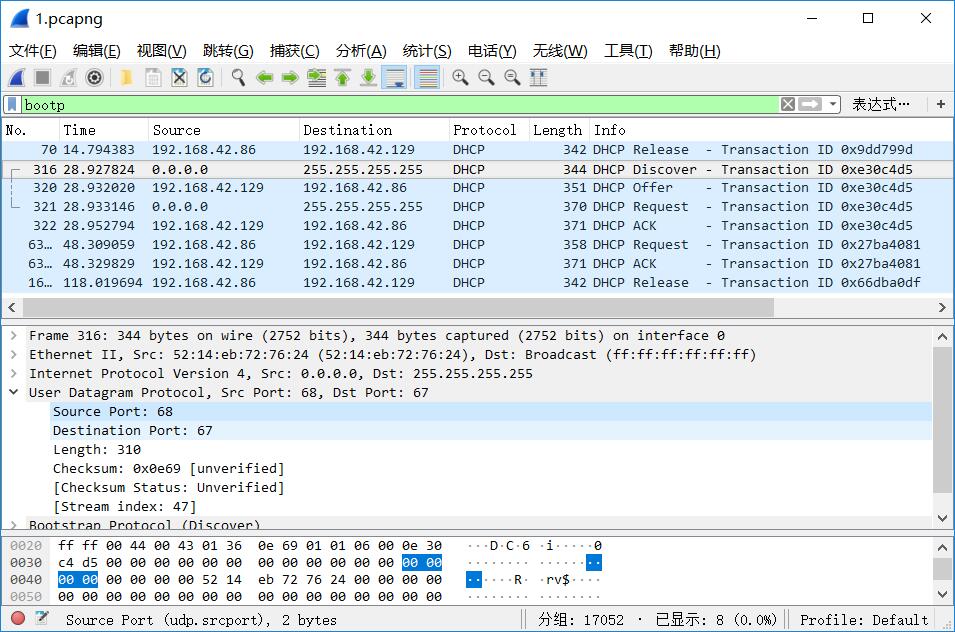 1.pcapng
文件(F) 编辑(E) 视图(V) 跳转(G) 捕获(C) 分析(A) 统计(S) 电话(Y) 无线(W) 工具(T) 帮助(H)
bootp 表达式… +
No. Time Source Destination Protocol Length Info
70 14.794383 192.168.42.86 192.168.42.129 DHCP 342 DHCP Release - Transaction ID 0x9dd799d
316 28.927824 0.0.0.0 255.255.255.255 DHCP 344 DHCP Discover - Transaction ID 0xe30c4d5
320 28.932020 192.168.42.129 192.168.42.86 DHCP 351 DHCP Offer - Transaction ID 0xe30c4d5
321 28.933146 0.0.0.0 255.255.255.255 DHCP 370 DHCP Request - Transaction ID 0xe30c4d5
322 28.952794 192.168.42.129 192.168.42.86 DHCP 371 DHCP ACK - Transaction ID 0xe30c4d5
63… 48.309059 192.168.42.86 192.168.42.129 DHCP 358 DHCP Request - Transaction ID 0x27ba4081
63… 48.329829 192.168.42.129 192.168.42.86 DHCP 371 DHCP ACK - Transaction ID 0x27ba4081
16… 118.019694 192.168.42.86 192.168.42.129 DHCP 342 DHCP Release - Transaction ID 0x66dba0df
Frame 316: 344 bytes on wire (2752 bits), 344 bytes captured (2752 bits) on interface 0
Ethernet II, Src: 52:14:eb:72:76:24 (52:14:eb:72:76:24), Dst: Broadcast (ff:ff:ff:ff:ff:ff)
Internet Protocol Version 4, Src: 0.0.0.0, Dst: 255.255.255.255
User Datagram Protocol, Src Port: 68, Dst Port: 67
Source Port: 68
Destination Port: 67
Length: 310
Checksum: 0x0e69 [unverified]
[Checksum Status: Unverified]
[Stream index: 47]
Bootstrap Protocol (Discover)
0020 ff ff 00 44 00 43 01 36 0e 69 01 01 06 00 0e 30 ···D·C·6 ·i·····0
0030 c4 d5 00 00 00 00 00 00 00 00 00 00 00 00 00 00 ········ ········
0040 00 00 00 00 00 00 52 14 eb 72 76 24 00 00 00 00 ······R· ·rv$····
0050 00 00 00 00 00 00 00 00 00 00 00 00 00 00 00 00 ········ ········
Source Port (udp.srcport), 2 bytes 分组: 17052 · 已显示: 8 (0.0%) Profile: Default